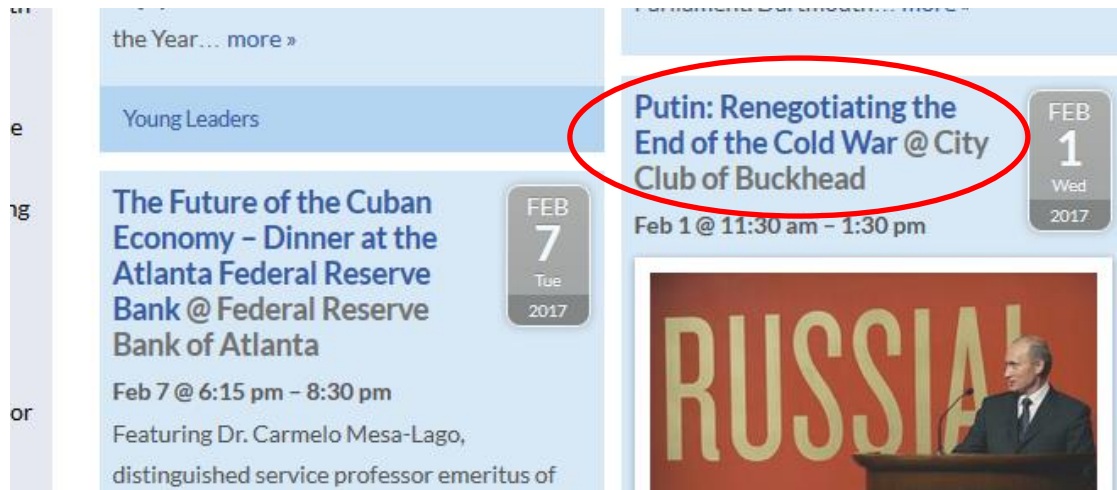 the Year… more »
Young Leaders
The Future of the Cuban
Economy – Dinner at the
Atlanta Federal Reserve
Bank @ Federal Reserve
Bank of Atlanta
FEB
7
Tue
2017
Feb 7 @ 6:15 pm – 8:30 pm
Featuring Dr. Carmelo Mesa-Lago,
distinguished service professor emeritus of
Putin: Renegotiating the
End of the Cold War @ City
Club of Buckhead
FEB
1
Wed
2017
Feb 1 @ 11:30 am – 1:30 pm
RUSSIA
e
ng
or